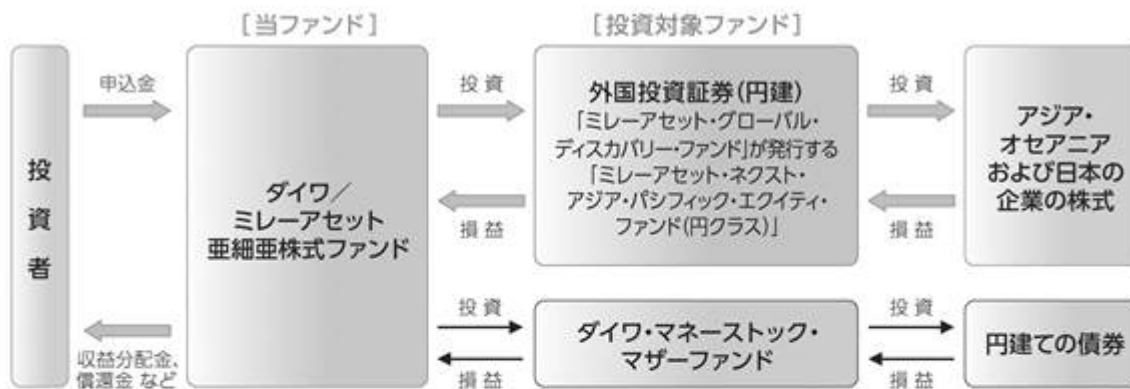 [当ファンド]
[投資対象ファンド]
投資者
申込金
収益分配金、
償還金 など
ダイワ／
ミレーアセット
亜細亜株式ファンド
投 資
損 益
外国投資証券(円建)
「ミレーアセット・グローバル・
ディスカバリー・ファンド」が発行する
「ミレーアセット・ネクスト・
アジア・パシフィック・エクイティ・
ファンド(円クラス)」
投 資
損 益
アジア・
オセアニア
および日本の
企業の株式
投 資
損 益
ダイワ・マネーストック・
マザーファンド
投 資
損 益
円建ての債券